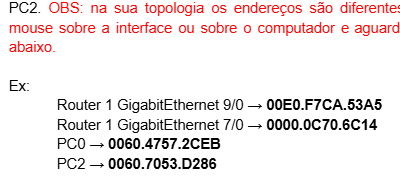 PC2. OBS: na sua topologia os endereços são diferentes
mouse sobre a interface ou sobre o computador e aguard
abaixo.
Ex:
Router 1 GigabitEthernet 9/0 → 00E0.F7CA.53A5
Router 1 GigabitEthernet 7/0 → 0000.0C70.6C14
PC0 → 0060.4757.2CEB
PC2 → 0060.7053.D286